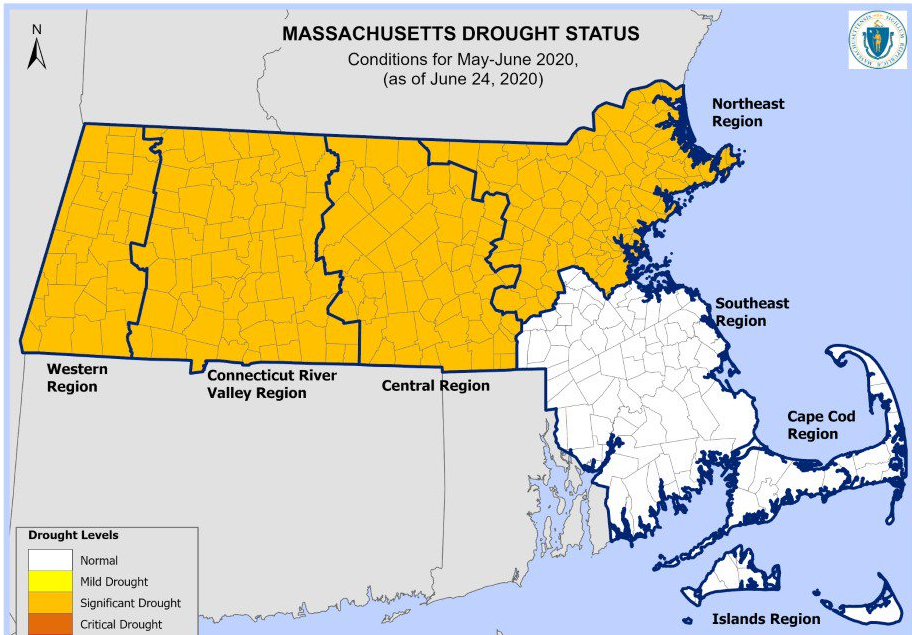 N
MASSACHUSETTS DROUGHT STATUS
Conditions for May-June 2020,
(as of June 24, 2020)
Northeast
Region
Southeast
Region
Western
Region
Connecticut River
Valley Region
Central Region
Cape Cod
Region
Islands Region
Drought Levels
Normal
Mild Drought
Significant Drought
Critical Drought